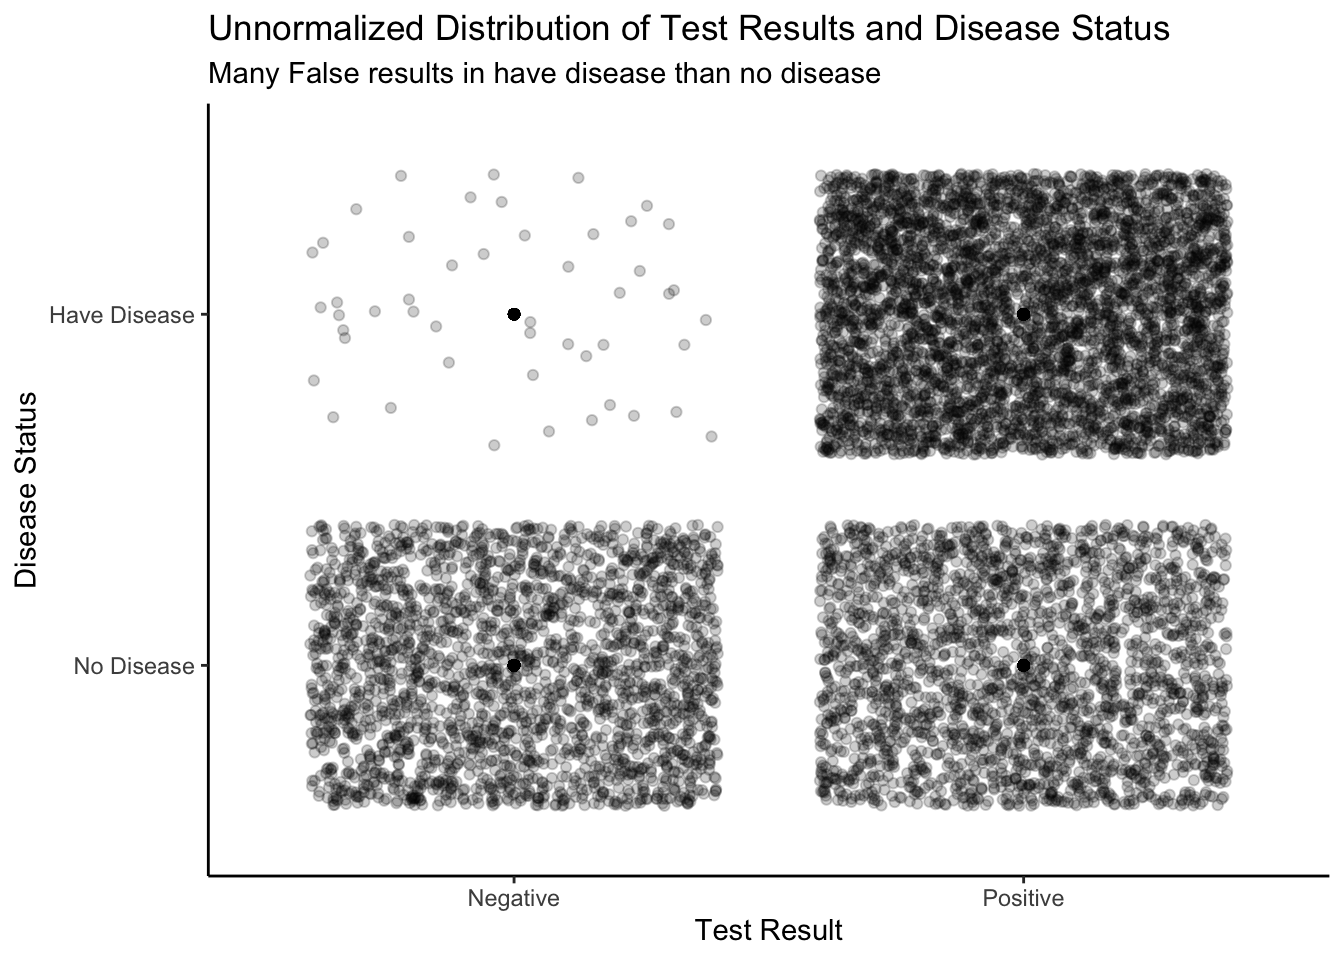 Unnormalized Distribution of Test Results and Disease Status
Many False results in have disease than no disease
Disease Status
Have Disease
No Disease
Negative
Positive
Test Result